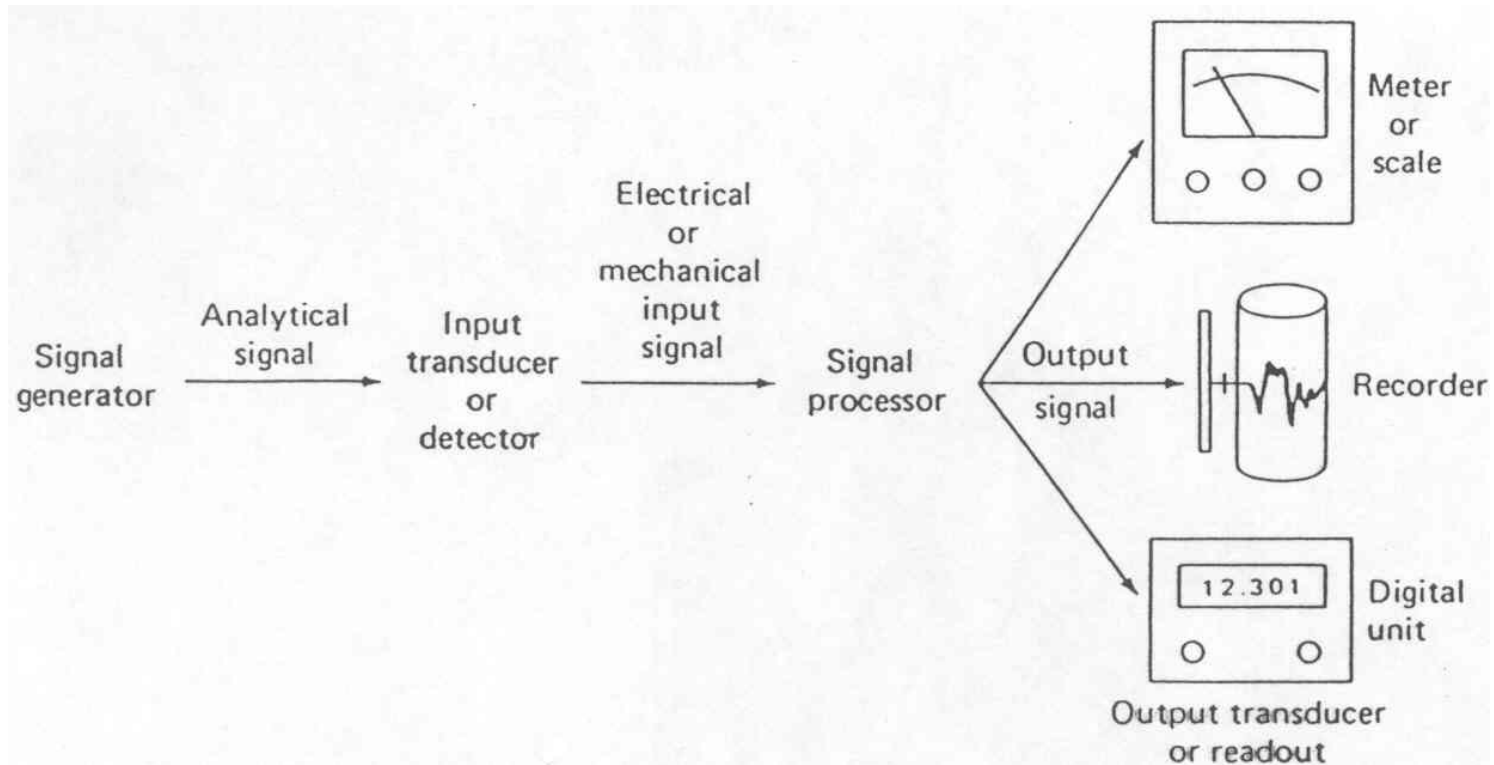 Signal
generator
Analytical
signal
Input
transducer
or
detector
Electrical
or
mechanical
input
signal
Signal
processor
Output
signal
Meter
or
scale
Recorder
12.301
Digital
unit
Output transducer
or readout